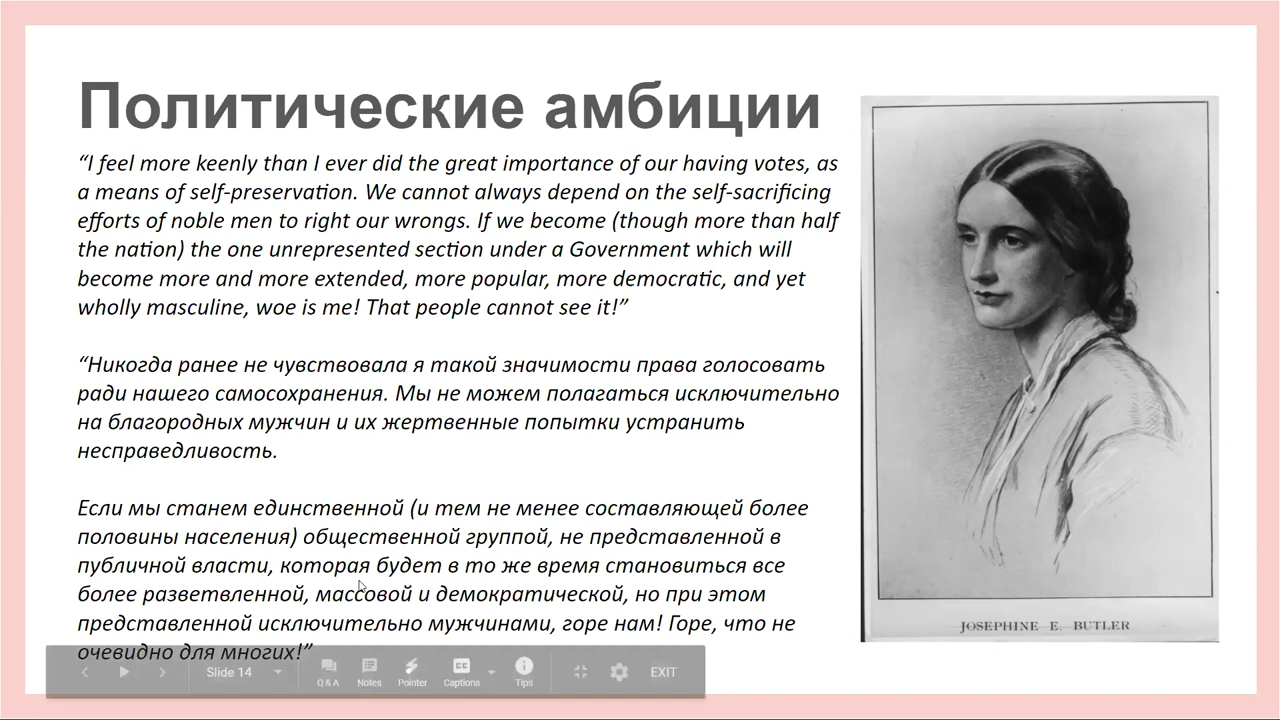 Политические амбиции
“I feel more keenly than I ever did the great importance of our having votes, as
a means of self-preservation. We cannot always depend on the self-sacrificing
efforts of noble men to right our wrongs. If we become (though more than half
the nation) the one unrepresented section under a Government which will
become more and more extended, more popular, more democratic, and yet
wholly masculine, woe is me! That people cannot see it!”
“Никогда ранее не чувствовала я такой значимости права голосовать
ради нашего самосохранения. Мы не можем полагаться исключительно
на благородных мужчин и их жертвенные попытки устранить
несправедливость.
Если мы станем единственной (и тем не менее составляющей более
половины населения) общественной группой, не представленной в
публичной власти, которая будет в то же время становиться все
более разветвленной, массовой и демократической, но при этом
представленной исключительно мужчинами, горе нам! Горе, что не
очевидно для многих!”
JOSEPHINE E. BUTLER
Slide 14
Q & A
Notes
Pointer
CC
Captions
Tips
EXIT